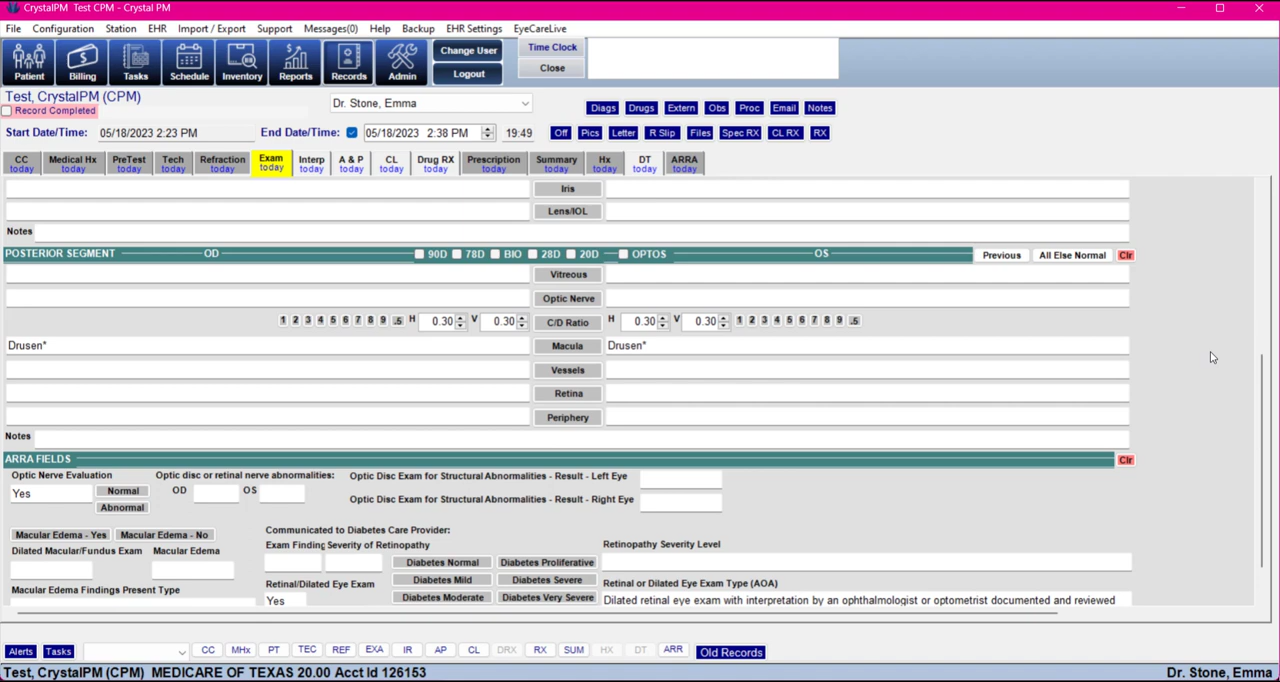 CrystalPM Test CPM - Crystal PM
File Configuration Station EHR Import / Export Support Messages(0) Help Backup EHR Settings EyeCareLive
Patient Billing Tasks Schedule Inventory Reports Records Admin
Change User
Logout
Time Clock
Close
Test, CrystalPM (CPM)
Record Completed
Dr. Stone, Emma
Diags Drugs Extern Obs Proc Email Notes
Start Date/Time: 05/18/2023 2:23 PM End Date/Time: 05/18/2023 2:38 PM 19:49 Off Pics Letter R Slip Files Spec RX CL RX RX
CC Medical Hx PreTest Tech Refraction Exam Interp A & P CL Drug RX Prescription Summary Hx DT ARRA
today today today today today today today today today today today today today today today
Iris
Lens/IOL
Notes
POSTERIOR SEGMENT OD 90D 78D BIO 28D 20D OPTOS OS Previous All Else Normal Clr
Vitreous
Optic Nerve
1 2 3 4 5 6 7 8 9 .5 H 0.30 V 0.30 C/D Ratio H 0.30 V 0.30 1 2 3 4 5 6 7 8 9 .5
Drusen* Macula Drusen*
Vessels
Retina
Periphery
Notes
ARRA FIELDS Clr
Optic Nerve Evaluation Optic disc or retinal nerve abnormalities: Optic Disc Exam for Structural Abnormalities - Result - Left Eye
Yes Normal OD OS
Optic Disc Exam for Structural Abnormalities - Result - Right Eye
Abnormal
Macular Edema - Yes Macular Edema - No Communicated to Diabetes Care Provider:
Dilated Macular/Fundus Exam Macular Edema Exam Finding Severity of Retinopathy Retinopathy Severity Level
Diabetes Normal Diabetes Proliferative
Diabetes Mild Diabetes Severe
Macular Edema Findings Present Type Retinal/Dilated Eye Exam Retinal or Dilated Eye Exam Type (AOA)
Yes Diabetes Moderate Diabetes Very Severe Dilated retinal eye exam with interpretation by an ophthalmologist or optometrist documented and reviewed
Alerts Tasks CC MHx PT TEC REF EXA IR AP CL DRX RX SUM HX DT ARR Old Records
Test, CrystalPM (CPM) MEDICARE OF TEXAS 20.00 Acct Id 126153 Dr. Stone, Emma